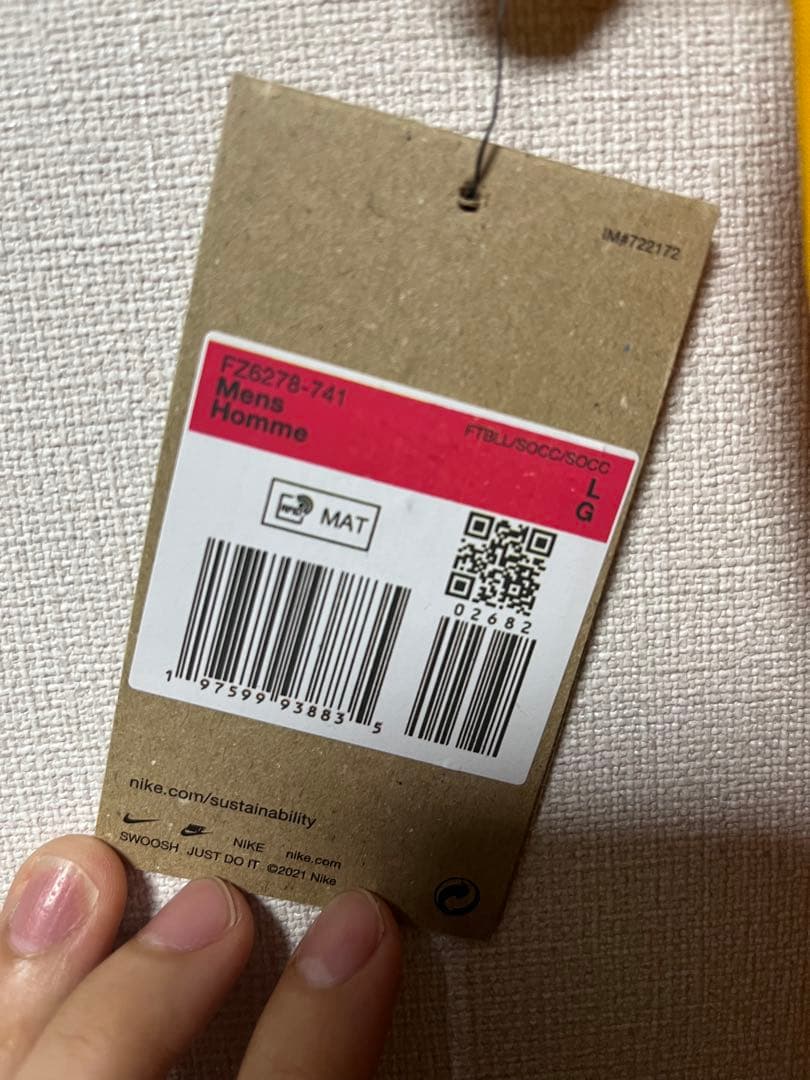 IM#722172
FZ6278-741
Mens
Homme
FTBLL/SOCC/SOCC
L
G
RFID MAT
02682
1 97599 93883 5
nike.com/sustainability
NIKE nike.com
SWOOSH JUST DO IT ©2021 Nike